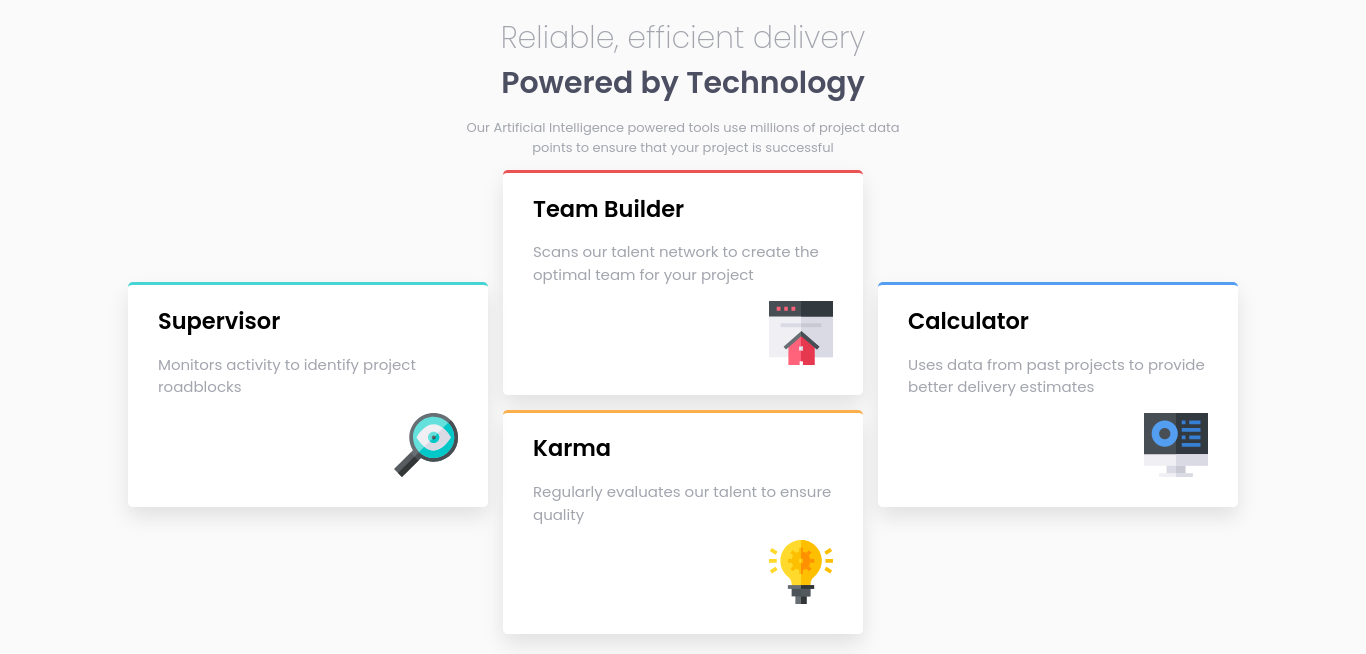 Reliable, efficient delivery
Powered by Technology
Our Artificial Intelligence powered tools use millions of project data
points to ensure that your project is successful
Supervisor
Monitors activity to identify project
roadblocks
Team Builder
Scans our talent network to create the
optimal team for your project
Karma
Regularly evaluates our talent to ensure
quality
Calculator
Uses data from past projects to provide
better delivery estimates